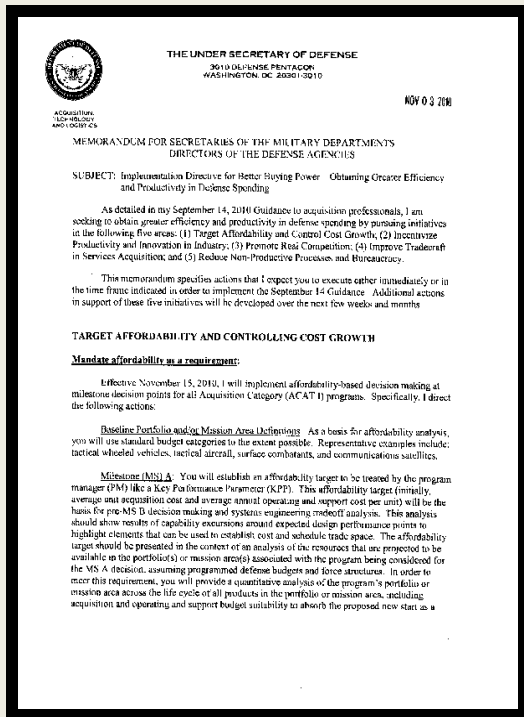 THE UNDER SECRETARY OF DEFENSE
3010 DEFENSE PENTAGON
WASHINGTON, DC 20301-3010
NOV 03 2010
ACQUISITION,
TECHNOLOGY
AND LOGISTICS
MEMORANDUM FOR SECRETARIES OF THE MILITARY DEPARTMENTS
DIRECTORS OF THE DEFENSE AGENCIES
SUBJECT: Implementation Directive for Better Buying Power Obtaining Greater Efficiency
and Productivity in Defense Spending
As detailed in my September 14, 2010 Guidance to acquisition professionals, I am
seeking to obtain greater efficiency and productivity in defense spending by pursuing initiatives
in the following five areas: (1) Target Affordability and Control Cost Growth; (2) Incentivize
Productivity and Innovation in Industry; (3) Promote Real Competition; (4) Improve Tradecraft
in Services Acquisition; and (5) Reduce Non-Productive Processes and Bureaucracy.
This memorandum specifies actions that I expect you to execute either immediately or in
the time frame indicated in order to implement the September 14 Guidance Additional actions
in support of these five initiatives will be developed over the next few weeks and months
TARGET AFFORDABILITY AND CONTROLLING COST GROWTH
Mandate affordability as a requirement:
Effective November 15, 2010, I will implement affordability-based decision making at
milestone decision points for all Acquisition Category (ACAT I) programs. Specifically, I direct
the following actions:
Baseline Portfolio and/or Mission Area Definitions As a basis for affordability analysis,
you will use standard budget categories to the extent possible. Representative examples include:
tactical wheeled vehicles, tactical aircraft, surface combatants, and communications satellites.
Milestone (MS) A: You will establish an affordability target to be treated by the program
manager (PM) like a Key Performance Parameter (KPP). This affordability target (initially,
average unit acquisition cost and average annual operating and support cost per unit) will be the
basis for pre-MS B decision making and systems engineering tradeoff analysis. This analysis
should show results of capability excursions around expected design performance points to
highlight elements that can be used to establish cost and schedule trade space. The affordability
target should be presented in the context of an analysis of the resources that are projected to be
available in the portfolio(s) or mission area(s) associated with the program being considered for
the MS A decision, assuming programmed defense budgets and force structures. In order to
meet this requirement, you will provide a quantitative analysis of the program's portfolio or
mission area across the life cycle of all products in the portfolio or mission area, including
acquisition and operating and support budget suitability to absorb the proposed new start as a